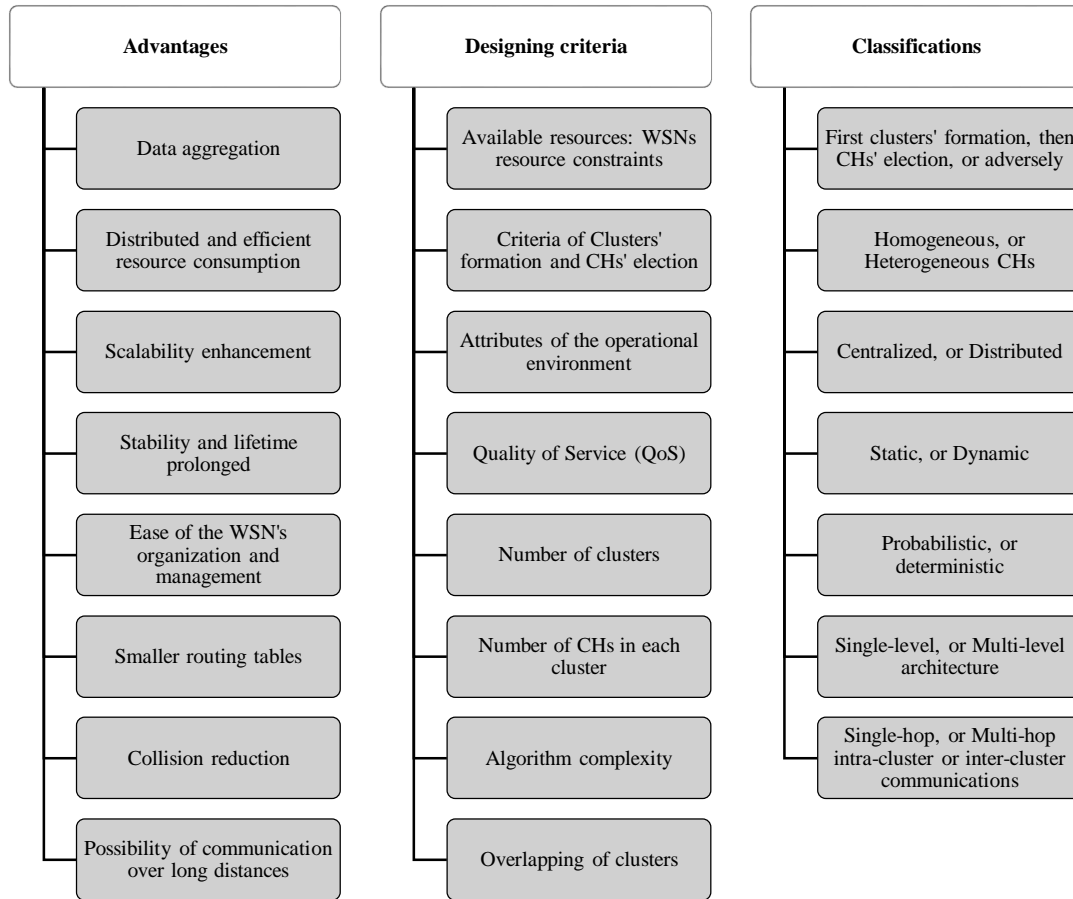 Advantages
Data aggregation
Distributed and efficient
resource consumption
Scalability enhancement
Stability and lifetime
prolonged
Ease of the WSN's
organization and
management
Smaller routing tables
Collision reduction
Possibility of communication
over long distances
Designing criteria
Available resources: WSNs
resource constraints
Criteria of Clusters'
formation and CHs' election
Attributes of the operational
environment
Quality of Service (QoS)
Number of clusters
Number of CHs in each
cluster
Algorithm complexity
Overlapping of clusters
Classifications
First clusters' formation, then
CHs' election, or adversely
Homogeneous, or
Heterogeneous CHs
Centralized, or Distributed
Static, or Dynamic
Probabilistic, or
deterministic
Single-level, or Multi-level
architecture
Single-hop, or Multi-hop
intra-cluster or inter-cluster
communications